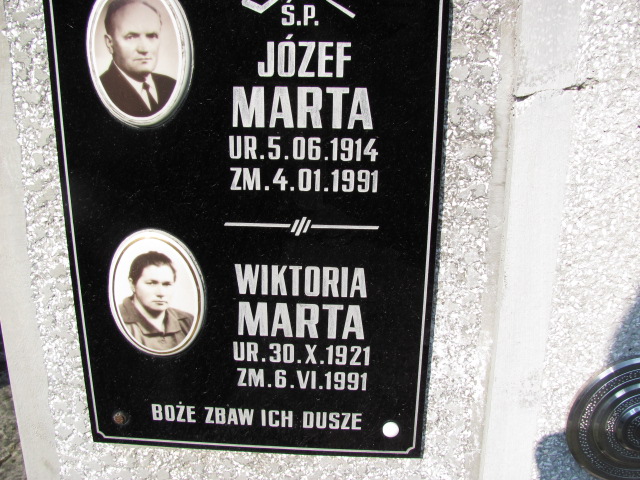 Ś.P.
JÓZEF
MARTA
UR.5.06.1914
ZM.4.01.1991
WIKTORIA
MARTA
UR.30.X.1921
ZM.6.VI.1991
BOŻE ZBAW ICH DUSZE